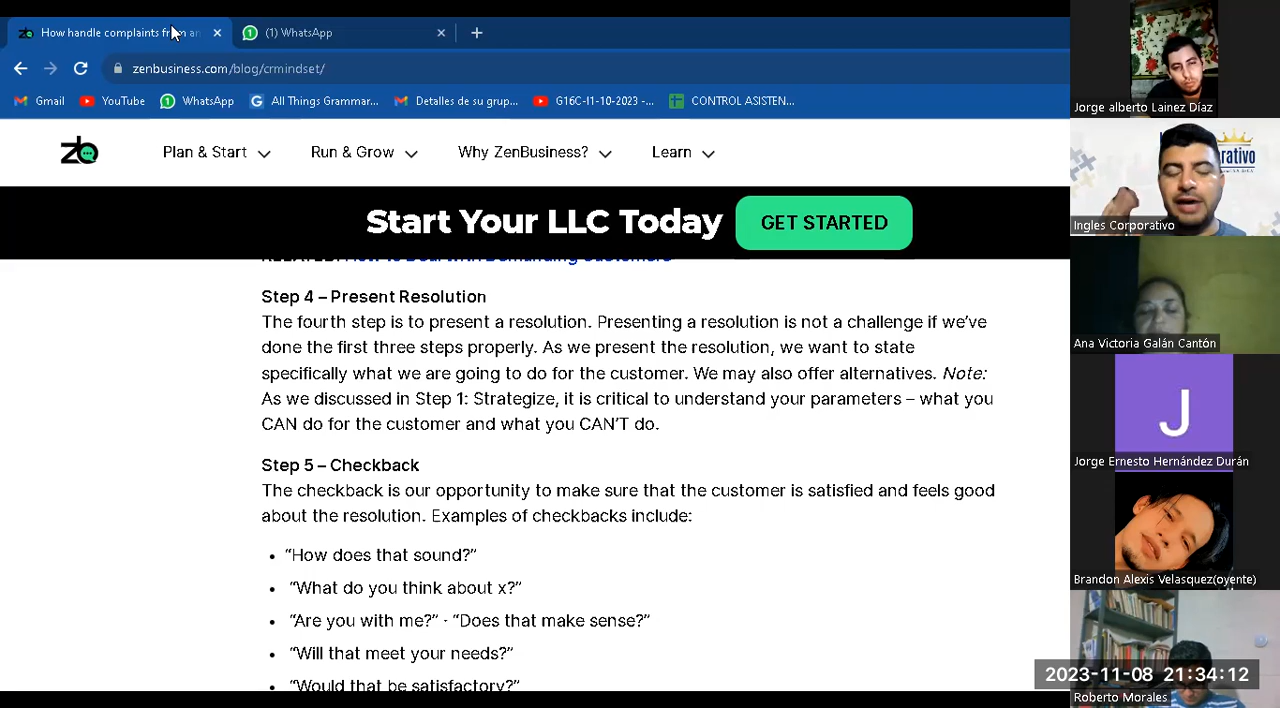 How handle complaints from an
(1) WhatsApp
zenbusiness.com/blog/crmindset/
Gmail YouTube WhatsApp All Things Grammar... Detalles de su grup... G16C-I1-10-2023 -... CONTROL ASISTEN...
zb Plan & Start Run & Grow Why ZenBusiness? Learn
Start Your LLC Today GET STARTED
Step 4 – Present Resolution
The fourth step is to present a resolution. Presenting a resolution is not a challenge if we’ve
done the first three steps properly. As we present the resolution, we want to state
specifically what we are going to do for the customer. We may also offer alternatives. Note:
As we discussed in Step 1: Strategize, it is critical to understand your parameters – what you
CAN do for the customer and what you CAN’T do.
Step 5 – Checkback
The checkback is our opportunity to make sure that the customer is satisfied and feels good
about the resolution. Examples of checkbacks include:
“How does that sound?”
“What do you think about x?”
“Are you with me?” - “Does that make sense?”
“Will that meet your needs?”
“Would that be satisfactory?”
Jorge alberto Lainez Díaz
Ingles Corporativo
Ana Victoria Galán Cantón
J
Jorge Ernesto Hernández Durán
Brandon Alexis Velasquez(oyente)
2023-11-08 21:34:12
Roberto Morales